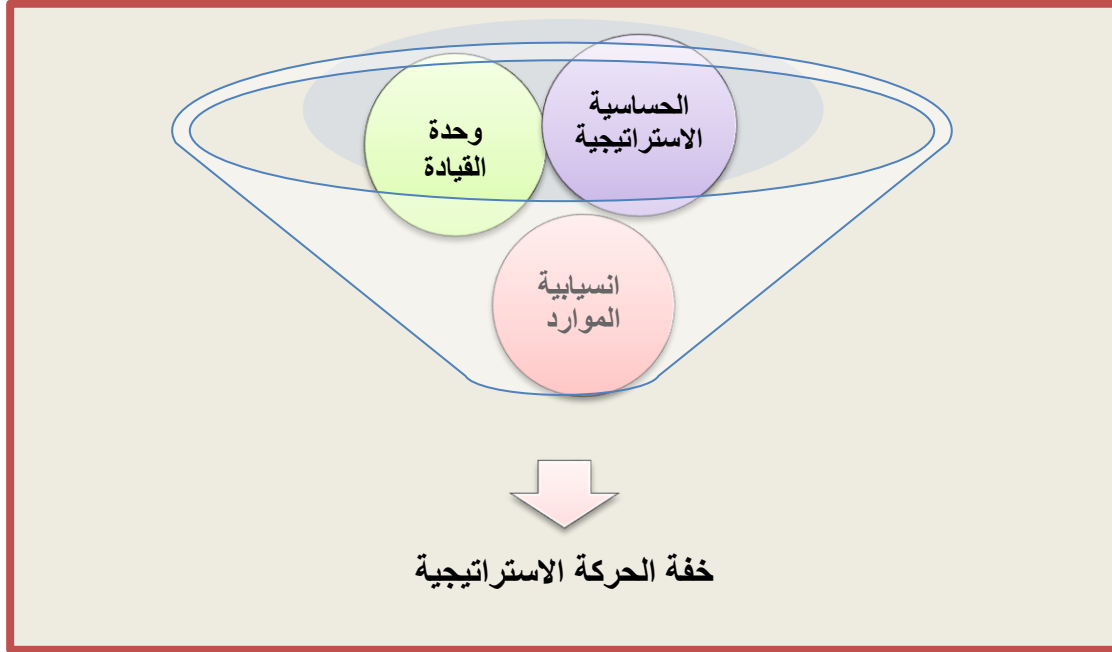 الحساسية
الاستراتيجية
وحدة
القيادة
انسيابية
الموارد
خفة الحركة الاستراتيجية